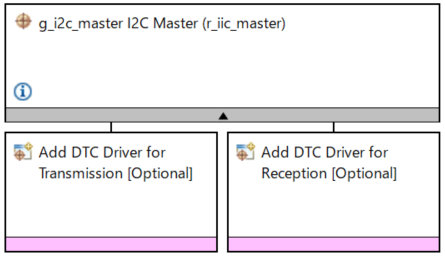 g_i2c_master I2C Master (r_iic_master)
Add DTC Driver for
Transmission [Optional]
Add DTC Driver for
Reception [Optional]